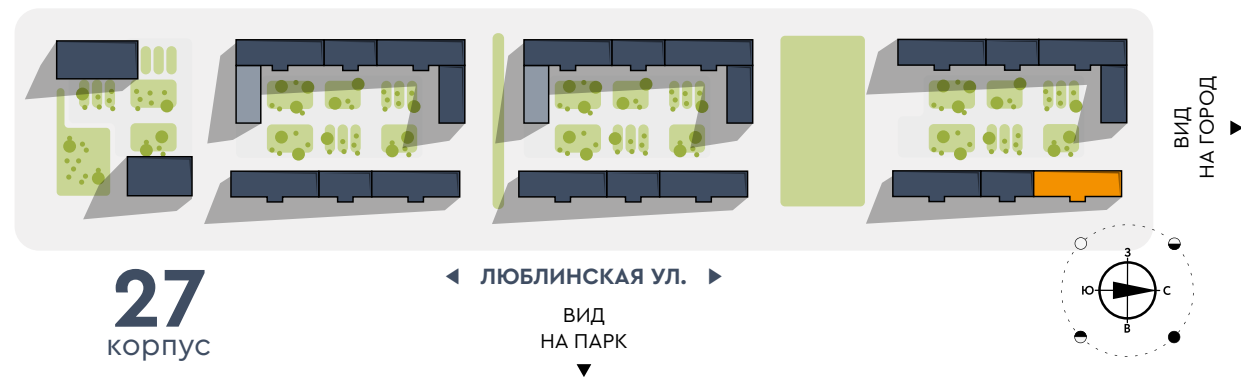 ВИД
НА ГОРОД
27
корпус
ЛЮБЛИНСКАЯ УЛ.
ВИД
НА ПАРК
З
Ю
С
В